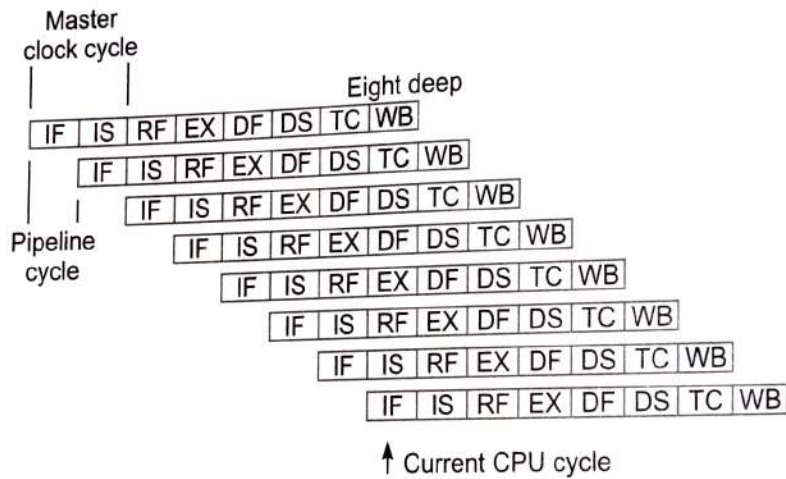 Master
clock cycle
Eight deep
IF IS RF EX DF DS TC WB
IF IS RF EX DF DS TC WB
IF IS RF EX DF DS TC WB
Pipeline
cycle
IF IS RF EX DF DS TC WB
IF IS RF EX DF DS TC WB
IF IS RF EX DF DS TC WB
IF IS RF EX DF DS TC WB
IF IS RF EX DF DS TC WB
Current CPU cycle